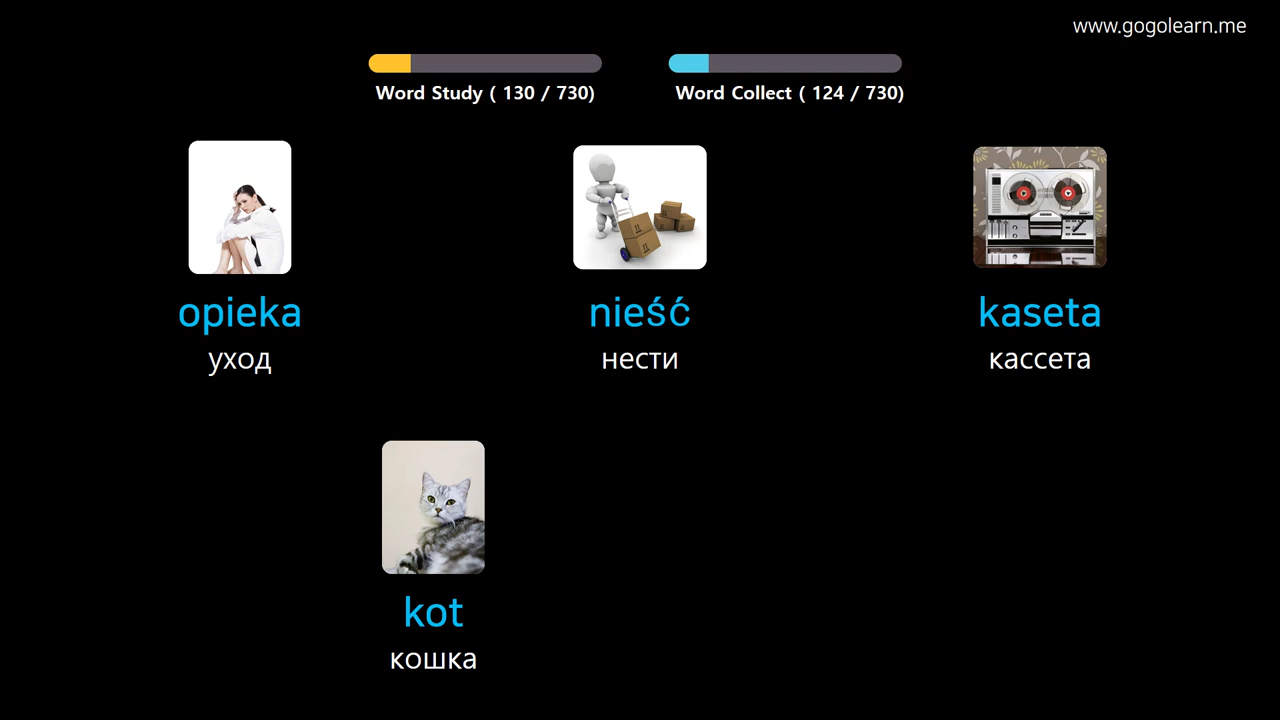 www.gogolearn.me
Word Study ( 130 / 730)
Word Collect ( 124 / 730)
opieka
уход
nieść
нести
kaseta
кассета
kot
кошка